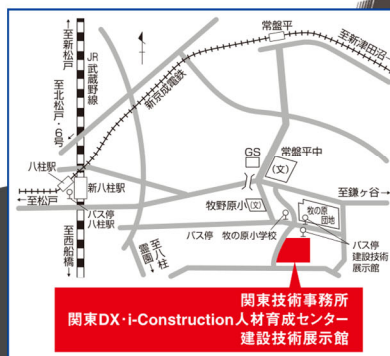 至新松戸
JR武蔵野線
至北松戸・6号
新京成電鉄
常盤平
至新津田沼
八柱駅
新八柱駅
至松戸
バス停
八柱駅
至西船橋
至八柱
霊園
GS
常盤平中
(文)
至鎌ヶ谷
牧野原小
(文)
牧の原
団地
バス停
牧の原小学校
バス停
建設技術
展示館
関東技術事務所
関東DX・i-Construction人材育成センター
建設技術展示館